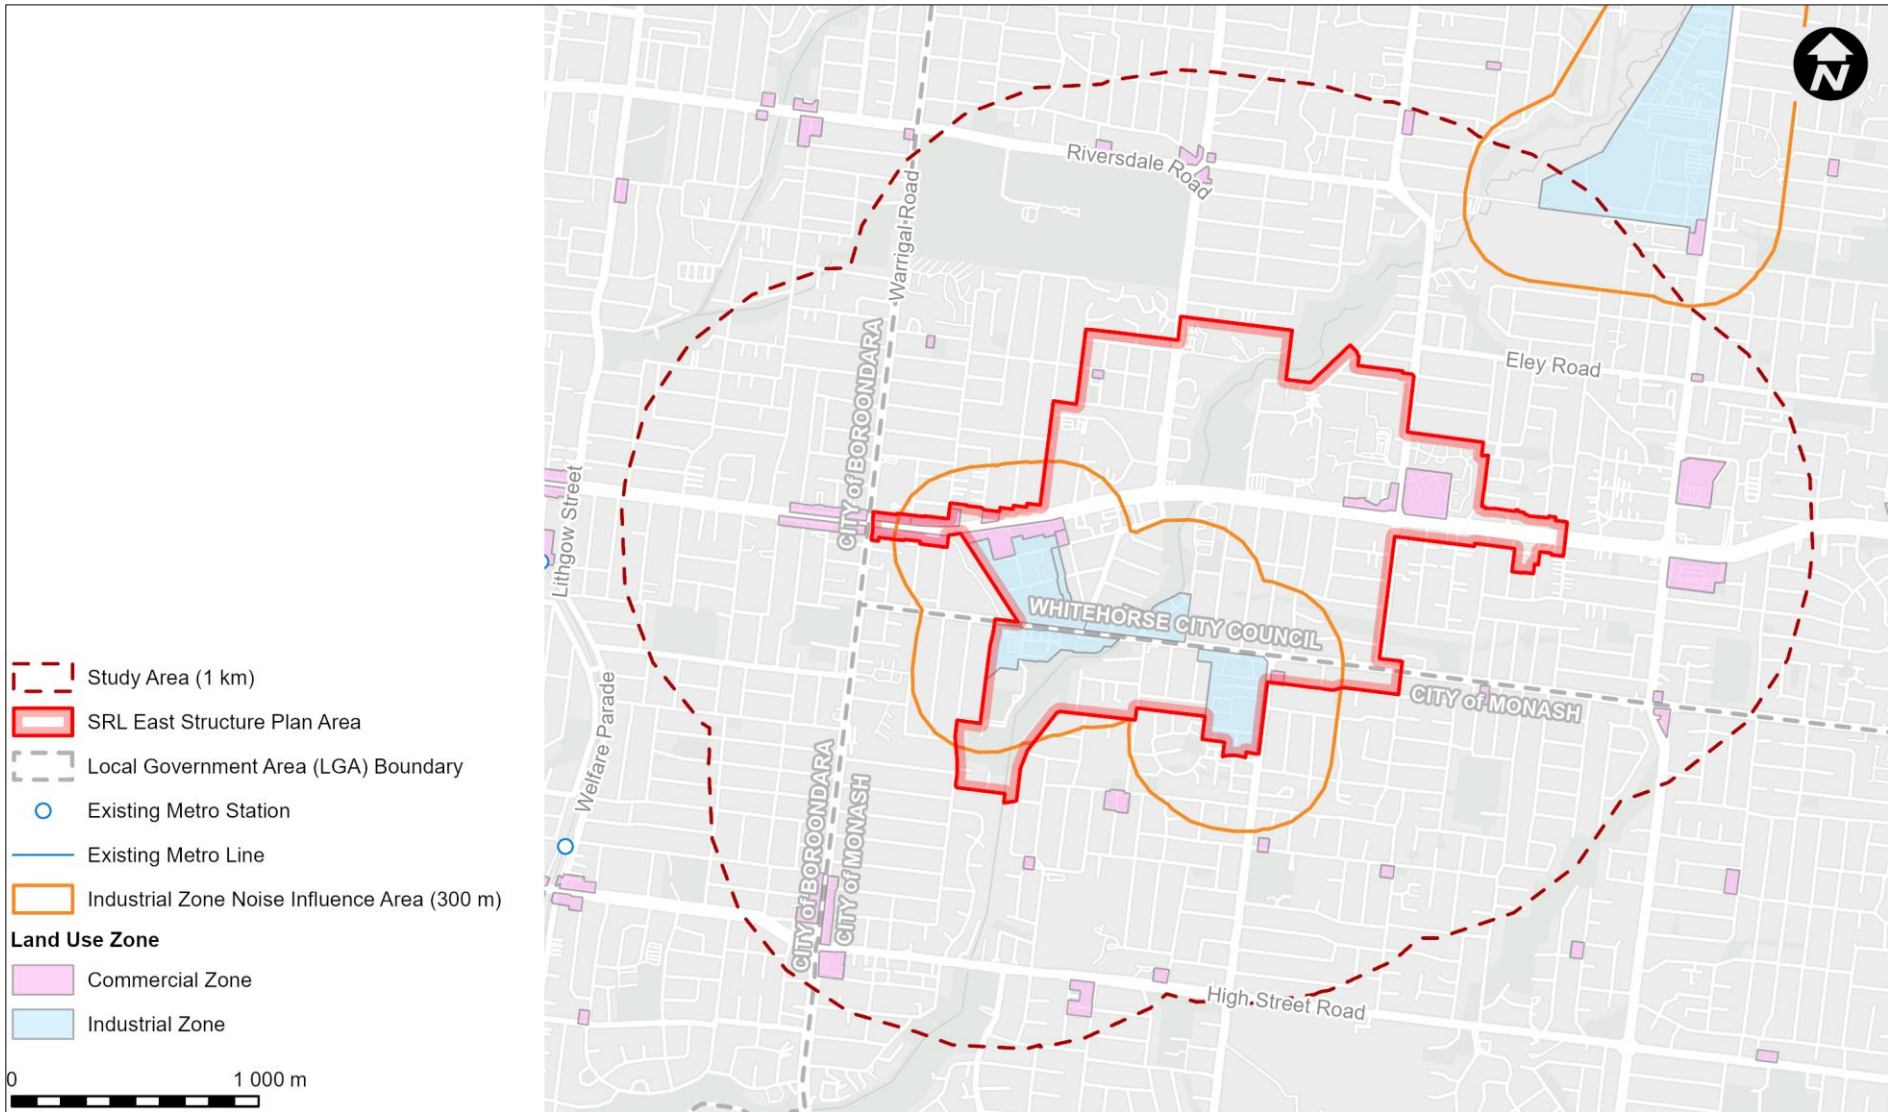 N
Riversdale Road
Warrigal Road
CITY of BOROONDARA
Eley Road
Lithgow Street
WHITEHORSE CITY COUNCIL
CITY of MONASH
Welfare Parade
CITY of BOROONDARA
CITY of MONASH
High Street Road
Study Area (1 km)
SRL East Structure Plan Area
Local Government Area (LGA) Boundary
Existing Metro Station
Existing Metro Line
Industrial Zone Noise Influence Area (300 m)
Land Use Zone
Commercial Zone
Industrial Zone
0 1 000 m